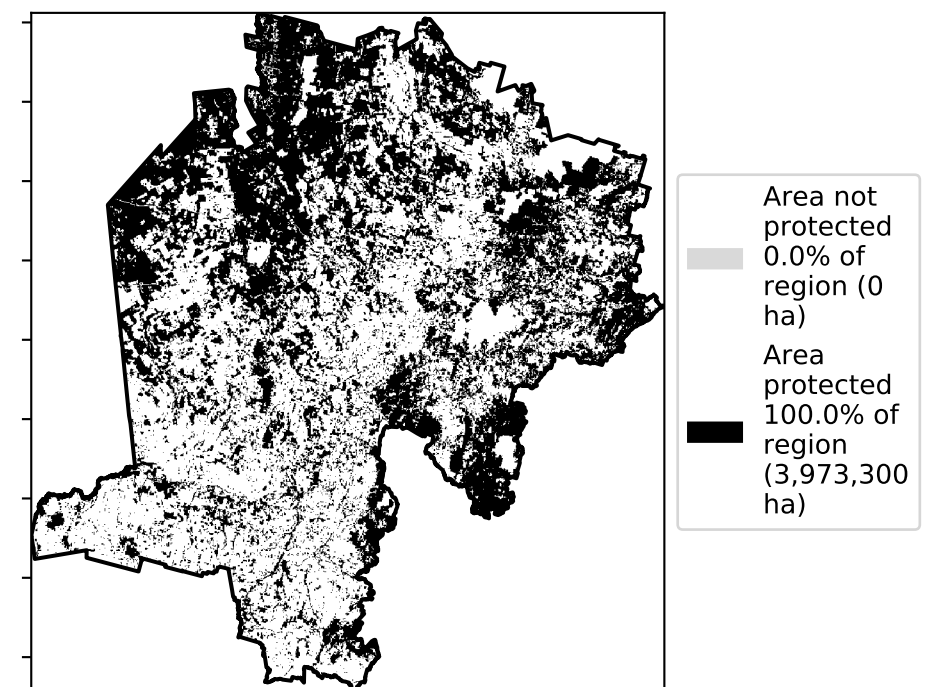 Area not
protected
0.0% of
region (0
ha)
Area
protected
100.0% of
region
(3,973,300
ha)